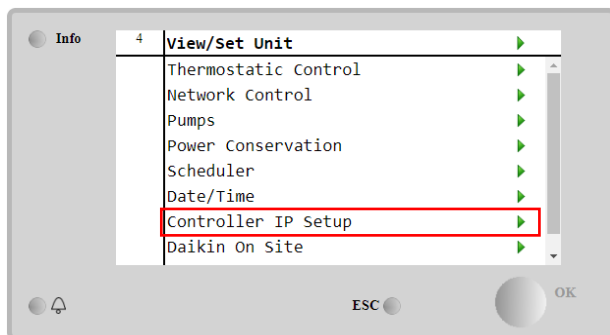 Info
4 View/Set Unit
Thermostatic Control
Network Control
Pumps
Power Conservation
Scheduler
Date/Time
Controller IP Setup
Daikin On Site
ESC
OK